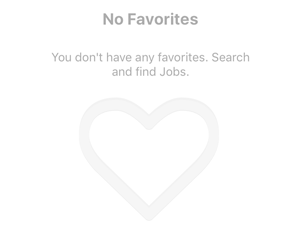 No Favorites
You don't have any favorites. Search
and find Jobs.